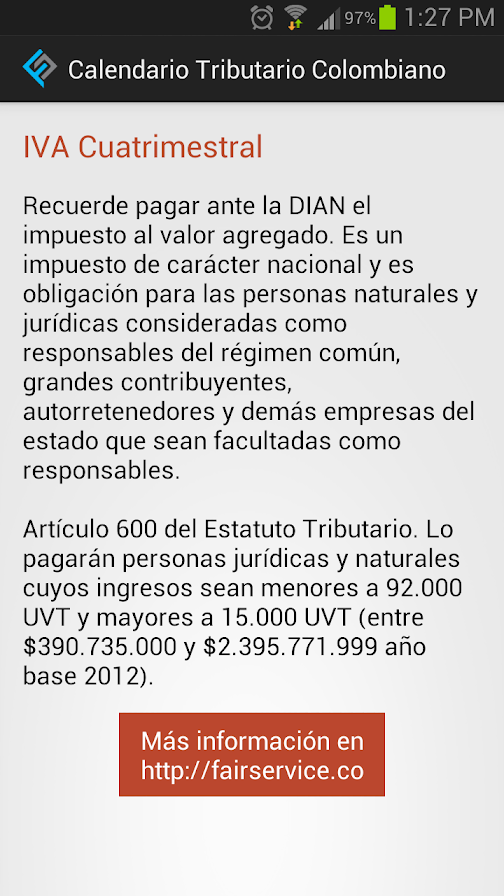 97% 1:27 PM
Calendario Tributario Colombiano
IVA Cuatrimestral
Recuerde pagar ante la DIAN el
impuesto al valor agregado. Es un
impuesto de carácter nacional y es
obligación para las personas naturales y
jurídicas consideradas como
responsables del régimen común,
grandes contribuyentes,
autorretenedores y demás empresas del
estado que sean facultadas como
responsables.
Artículo 600 del Estatuto Tributario. Lo
pagarán personas jurídicas y naturales
cuyos ingresos sean menores a 92.000
UVT y mayores a 15.000 UVT (entre
$390.735.000 y $2.395.771.999 año
base 2012).
Más información en
http://fairservice.co